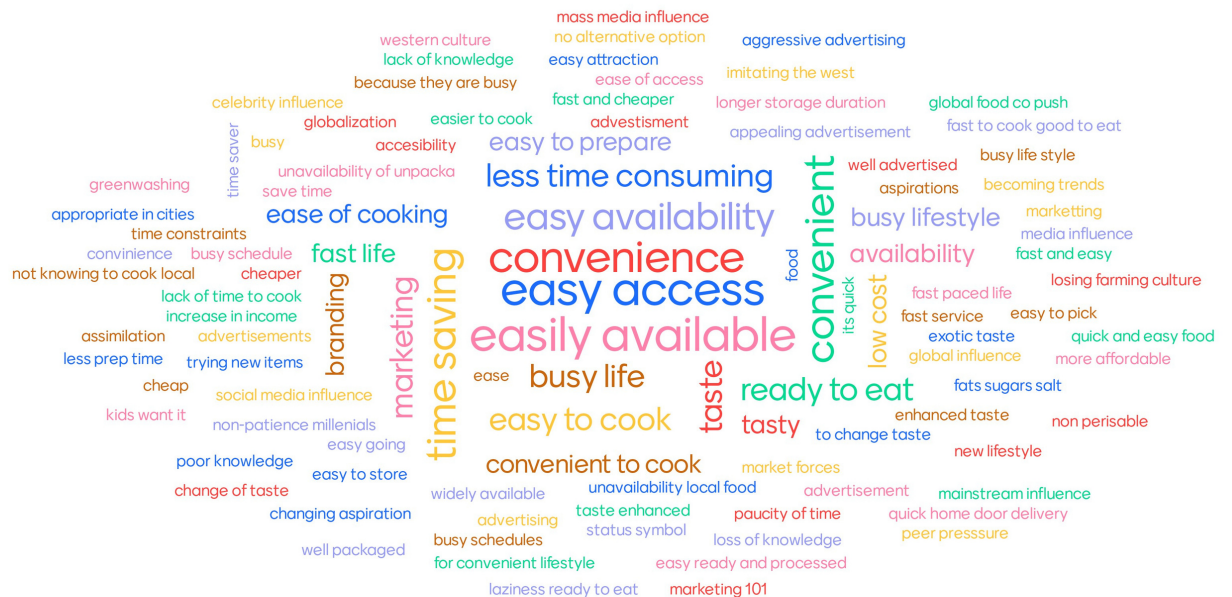 mass media influence
western culture
no alternative option
aggressive advertising
lack of knowledge
easy attraction
because they are busy
ease of access
imitating the west
celebrity influence
fast and cheaper
longer storage duration
global food co push
globalization
easier to cook
advestisment
appealing advertisement
fast to cook good to eat
time saver
busy
accesibility
easy to prepare
convenient
well advertised
busy life style
unavailability of unpacka
less time consuming
greenwashing
save time
aspirations
becoming trends
appropriate in cities
ease of cooking
easy availability
busy lifestyle
marketting
time constraints
media influence
convinience
busy schedule
fast life
convenience
food
availability
fast and easy
not knowing to cook local
cheaper
branding
marketing
time saving
easy access
its quick
low cost
losing farming culture
lack of time to cook
fast paced life
increase in income
fast service
easy to pick
assimilation
advertisements
easily available
exotic taste
quick and easy food
less prep time
trying new items
global influence
more affordable
cheap
ease
busy life
taste
ready to eat
fats sugars salt
social media influence
kids want it
non-patience millenials
easy to cook
tasty
enhanced taste
non perisable
easy going
to change taste
new lifestyle
poor knowledge
easy to store
convenient to cook
market forces
change of taste
widely available
unavailability local food
advertisement
mainstream influence
changing aspiration
advertising
taste enhanced
paucity of time
quick home door delivery
status symbol
peer presssure
well packaged
busy schedules
loss of knowledge
for convenient lifestyle
easy ready and processed
laziness ready to eat
marketing 101